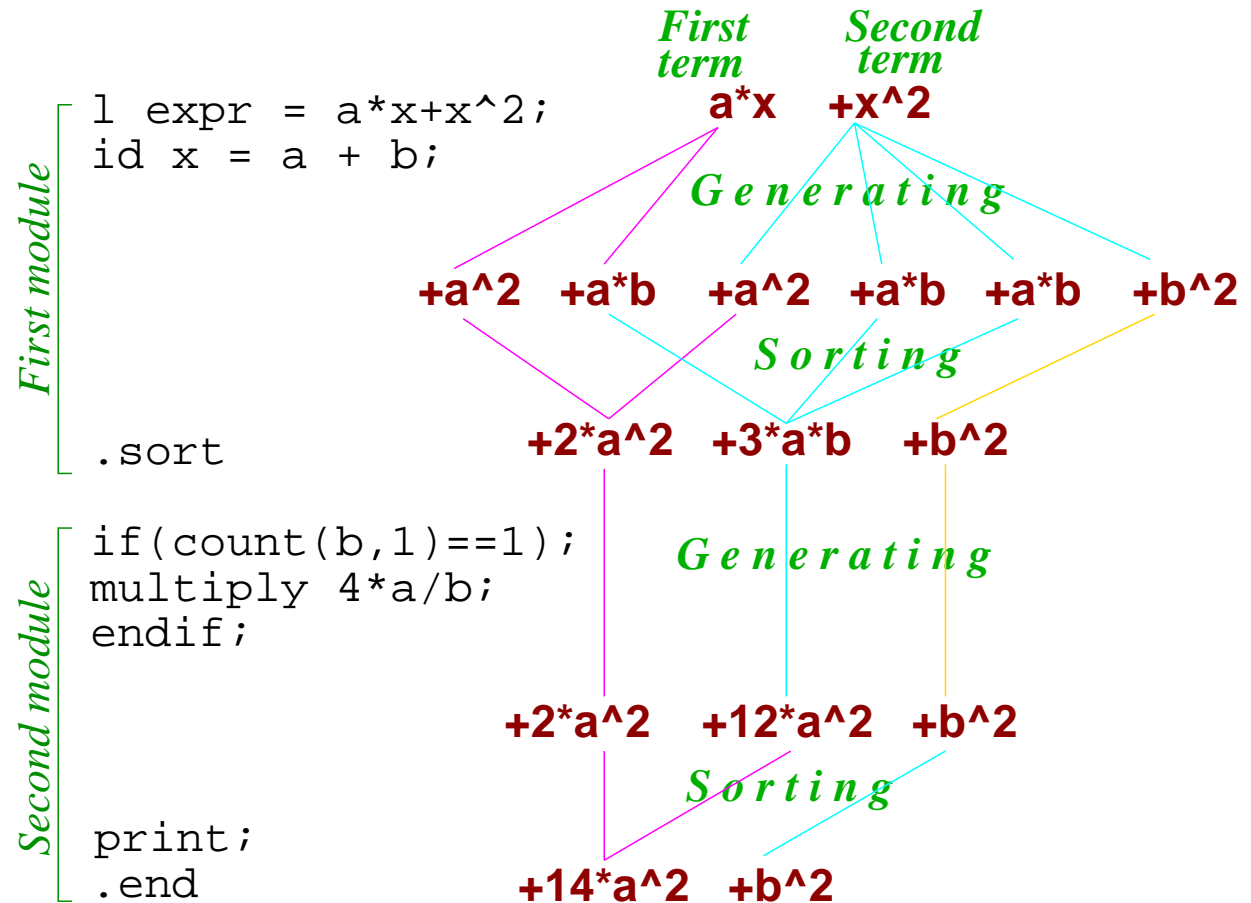 First Second
term term
l expr = a*x+x^2; a*x +x^2
id x = a + b;
Generating
First module
+a^2 +a*b +a^2 +a*b +a*b +b^2
Sorting
.sort +2*a^2 +3*a*b +b^2
if(count(b,1)==1);
Generating
multiply 4*a/b;
endif;
Second module
+2*a^2 +12*a^2 +b^2
Sorting
print;
.end +14*a^2 +b^2